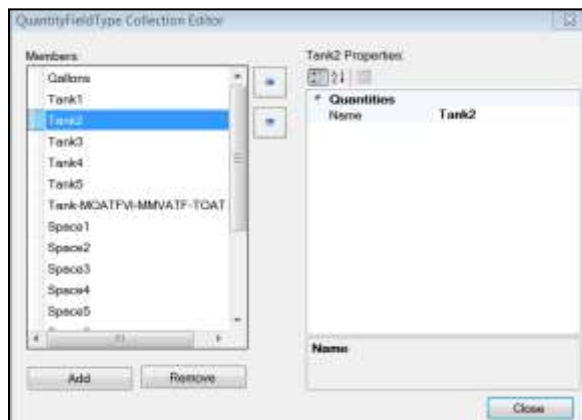 QuantityFieldType Collection Editor
Members:
Gallons
Tank1
Tank2
Tank3
Tank4
Tank5
Tank-MOATFVI-MMVATF-TOAT
Space1
Space2
Space3
Space4
Space5
Add
Remove
Tank2 Properties:
Quantities
Name Tank2
Name
Close